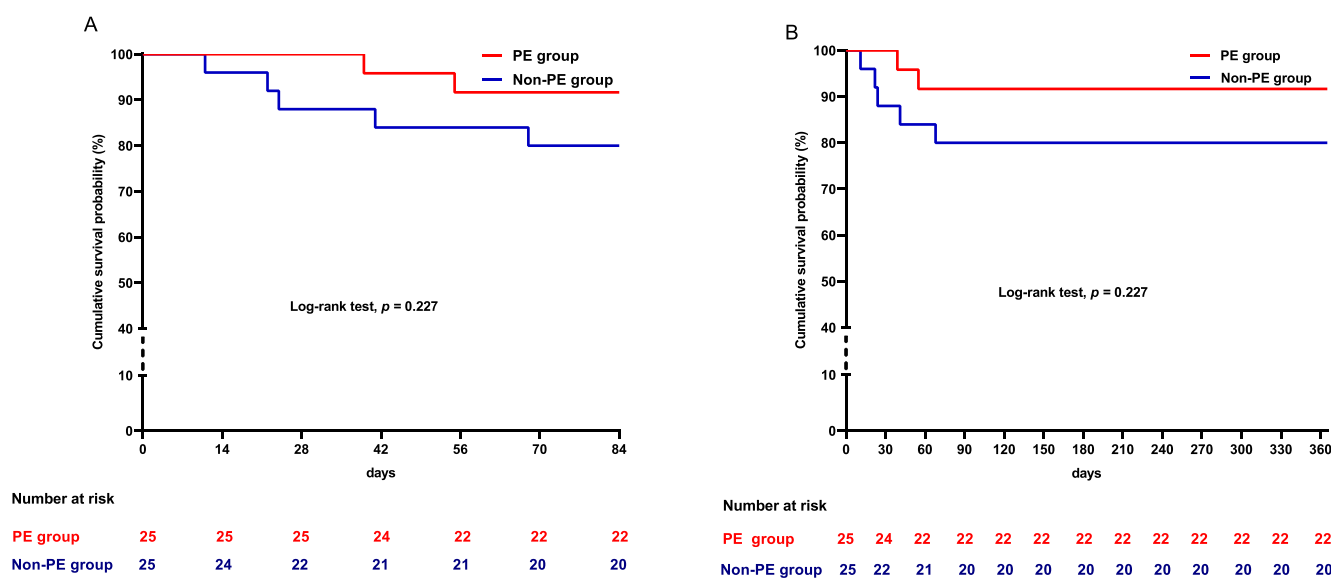 A
100
90
80
70
60
50
40
10
0
Cumulative survival probability (%)
PE group
Non-PE group
Log-rank test, p = 0.227
0 14 28 42 56 70 84
days
Number at risk
PE group 25 25 25 24 22 22 22
Non-PE group 25 24 22 21 21 20 20
B
100
90
80
70
60
50
40
10
0
Cumulative survival probability (%)
PE group
Non-PE group
Log-rank test, p = 0.227
0 30 60 90 120 150 180 210 240 270 300 330 360
days
Number at risk
PE group 25 24 22 22 22 22 22 22 22 22 22 22 22
Non-PE group 25 22 21 20 20 20 20 20 20 20 20 20 20